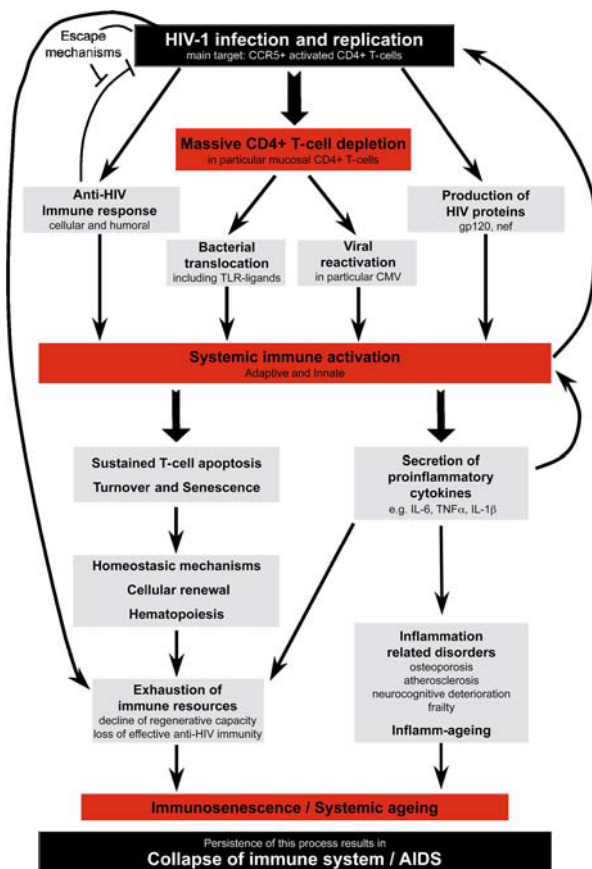 Escape
mechanisms
HIV-1 infection and replication
main target: CCR5+ activated CD4+ T-cells
Massive CD4+ T-cell depletion
in particular mucosal CD4+ T-cells
Anti-HIV
Immune response
cellular and humoral
Production of
HIV proteins
gp120, nef
Bacterial
translocation
including TLR-ligands
Viral
reactivation
in particular CMV
Systemic immune activation
Adaptive and Innate
Sustained T-cell apoptosis
Turnover and Senescence
Secretion of
proinflammatory
cytokines
e.g. IL-6, TNFα, IL-1β
Homeostasic mechanisms
Cellular renewal
Hematopoiesis
Inflammation
related disorders
osteoporosis
atherosclerosis
neurocognitive deterioration
frailty
Inflamm-ageing
Exhaustion of
immune resources
decline of regenerative capacity
loss of effective anti-HIV immunity
Immunosenescence / Systemic ageing
Persistence of this process results in
Collapse of immune system / AIDS